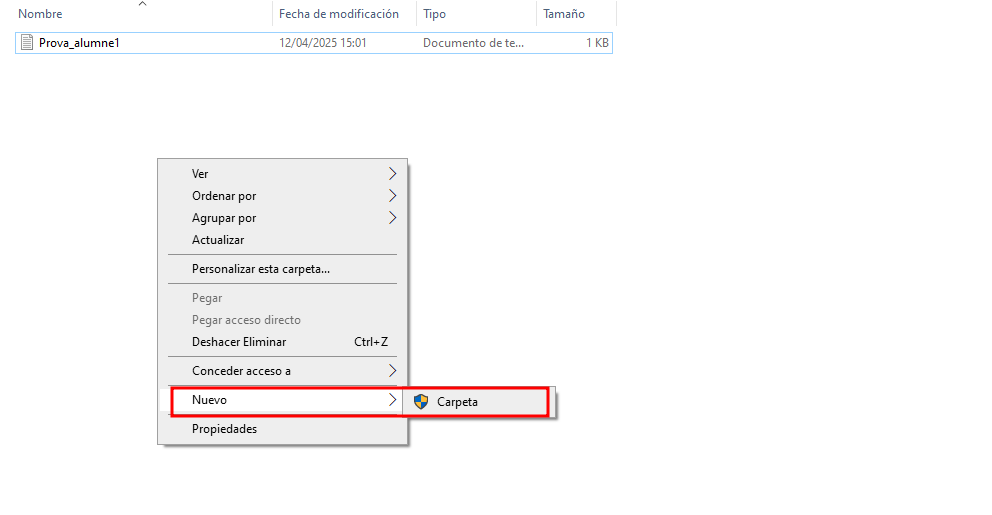 Nombre Fecha de modificación Tipo Tamaño
Prova_alumne1 12/04/2025 15:01 Documento de te... 1 KB
Ver
Ordenar por
Agrupar por
Actualizar
Personalizar esta carpeta...
Pegar
Pegar acceso directo
Deshacer Eliminar Ctrl+Z
Conceder acceso a
Nuevo Carpeta
Propiedades